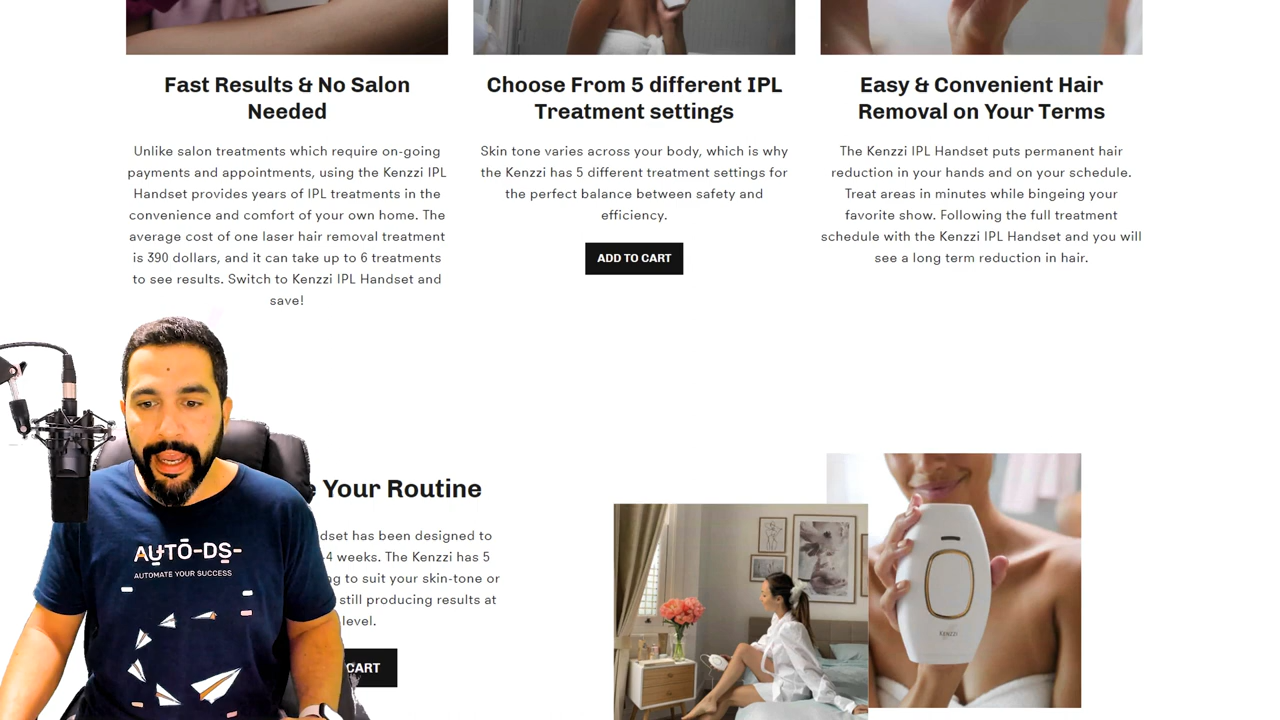 Fast Results & No Salon
Needed
Unlike salon treatments which require on-going
payments and appointments, using the Kenzzi IPL
Handset provides years of IPL treatments in the
convenience and comfort of your own home. The
average cost of one laser hair removal treatment
is 390 dollars, and it can take up to 6 treatments
to see results. Switch to Kenzzi IPL Handset and
save!
Choose From 5 different IPL
Treatment settings
Skin tone varies across your body, which is why
the Kenzzi has 5 different treatment settings for
the perfect balance between safety and
efficiency.
ADD TO CART
Easy & Convenient Hair
Removal on Your Terms
The Kenzzi IPL Handset puts permanent hair
reduction in your hands and on your schedule.
Treat areas in minutes while bingeing your
favorite show. Following the full treatment
schedule with the Kenzzi IPL Handset and you will
see a long term reduction in hair.
Your Routine
dset has been designed to
4 weeks. The Kenzzi has 5
ng to suit your skin-tone or
still producing results at
level.
CART
AUTO-DS-
AUTOMATE YOUR SUCCESS
Kenzzi